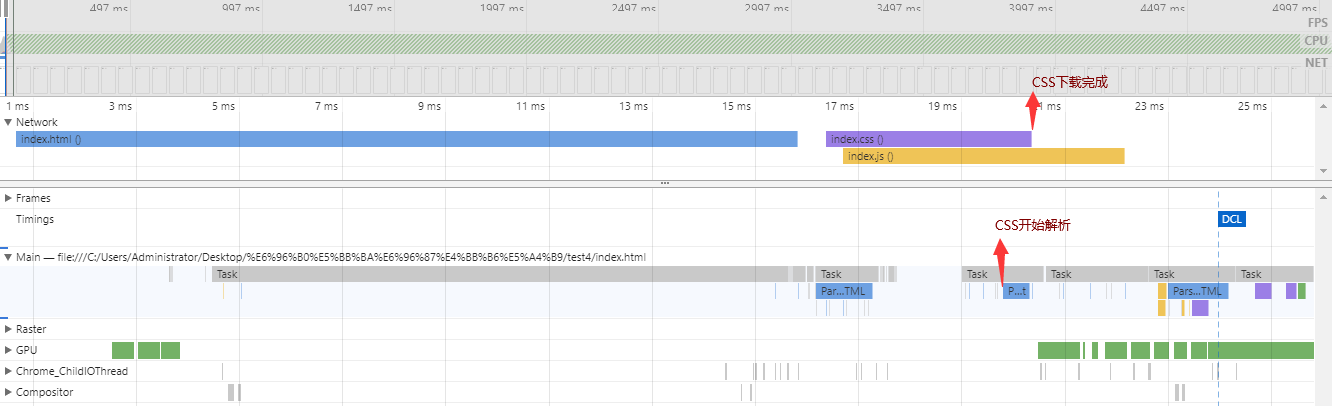 497 ms 997 ms 1497 ms 1997 ms 2497 ms 2997 ms 3497 ms 3997 ms 4497 ms 4997 ms
FPS
CPU
NET
CSS下载完成
1 ms 3 ms 5 ms 7 ms 9 ms 11 ms 13 ms 15 ms 17 ms 19 ms 21 ms 23 ms 25 ms
Network
index.html ()
index.css ()
index.js ()
Frames
Timings
DCL
CSS开始解析
Main — file:///C:/Users/Administrator/Desktop/%E6%96%B0%E5%BB%BA%E6%96%87%E4%BB%B6%E5%A4%B9/test4/index.html
Task Task Task Task Task Task
Par…TML P…t Pars…TML
Raster
GPU
Chrome_ChildIOThread
Compositor